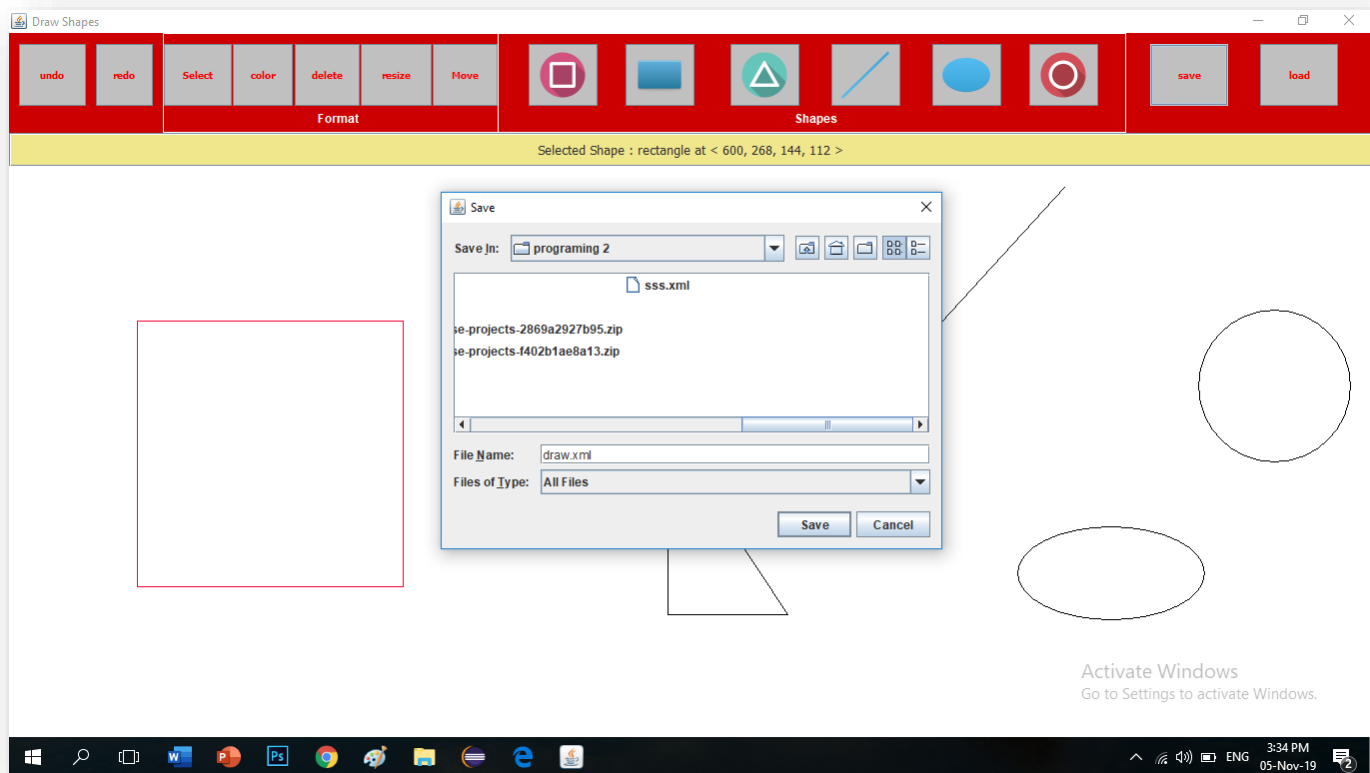 Draw Shapes
undo redo Select color delete resize Move save load
Format Shapes
Selected Shape : rectangle at < 600, 268, 144, 112 >
Save
Save In: programing 2
sss.xml
se-projects-2869a2927b95.zip
se-projects-f402b1ae8a13.zip
File Name: draw.xml
Files of Type: All Files
Save Cancel
Activate Windows
Go to Settings to activate Windows.
Ps
ENG
3:34 PM
05-Nov-19
2